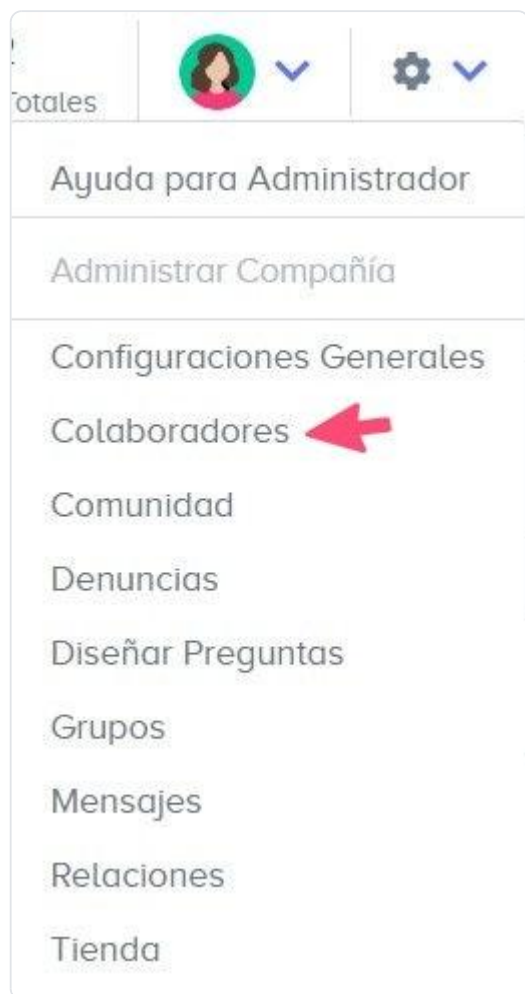 Totales
Ayuda para Administrador
Administrar Compañía
Configuraciones Generales
Colaboradores
Comunidad
Denuncias
Diseñar Preguntas
Grupos
Mensajes
Relaciones
Tienda